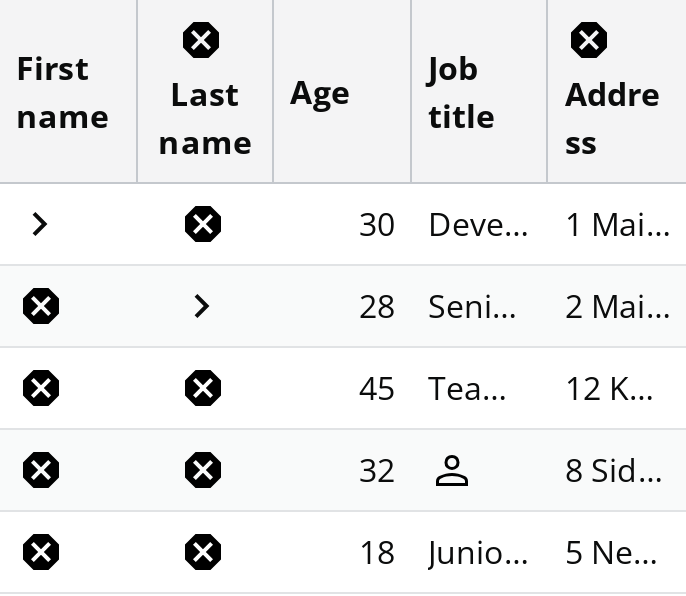 First name Last name Age Job title Address
30 Deve... 1 Mai...
28 Seni... 2 Mai...
45 Tea... 12 K...
32 8 Sid...
18 Junio... 5 Ne...